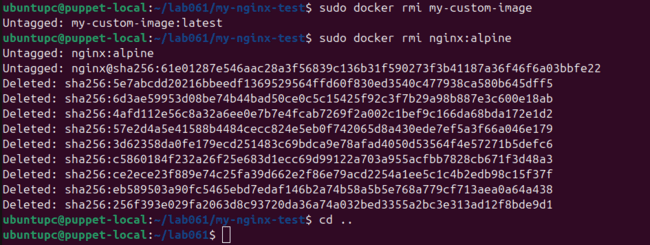 ubuntupc@puppet-local:~/lab061/my-nginx-test$ sudo docker rmi my-custom-image
Untagged: my-custom-image:latest
ubuntupc@puppet-local:~/lab061/my-nginx-test$ sudo docker rmi nginx:alpine
Untagged: nginx:alpine
Untagged: nginx@sha256:61e01287e546aac28a3f56839c136b31f590273f3b41187a36f46f6a03bbfe22
Deleted: sha256:5e7abcdd20216bbeedf1369529564ffd60f830ed3540c477938ca580b645dff5
Deleted: sha256:6d3ae59953d08be74b44bad50ce0c5c15425f92c3f7b29a98b887e3c600e18ab
Deleted: sha256:4afd112e56c8a32a6ee0e7b7e4fcab7269f2a002c1bef9c166da68bda172e1d2
Deleted: sha256:57e2d4a5e41588b4484cecc824e5eb0f742065d8a430ede7ef5a3f66a046e179
Deleted: sha256:3d62358da0fe179ecd251483c69bdca9e78afad4050d53564f4e57271b5defc6
Deleted: sha256:c5860184f232a26f25e683d1ecc69d99122a703a955acfbb7828cb671f3d48a3
Deleted: sha256:ce2ece23f889e74c25fa39d662e2f86e79acd2254a1ee5c1c4b2edb98c15f37f
Deleted: sha256:eb589503a90fc5465ebd7edaf146b2a74b58a5b5e768a779cf713aea0a64a438
Deleted: sha256:256f393e029fa2063d8c93720da36a74a032bed3355a2bc3e313ad12f8bde9d1
ubuntupc@puppet-local:~/lab061/my-nginx-test$ cd ..
ubuntupc@puppet-local:~/lab061$